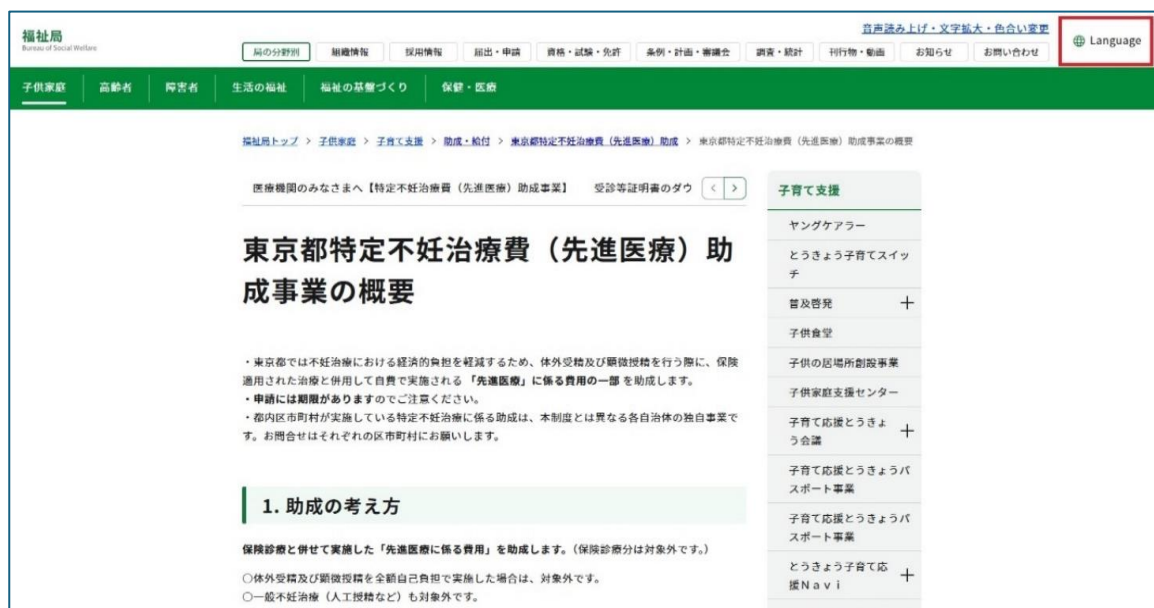 福祉局
Bureau of Social Welfare
音声読み上げ・文字拡大・色合い変更
Language
局の分野別 組織情報 採用情報 届出・申請 資格・試験・免許 条例・計画・審議会 調査・統計 刊行物・動画 お知らせ お問い合わせ
子供家庭 高齢者 障害者 生活の福祉 福祉の基盤づくり 保健・医療
福祉局トップ > 子供家庭 > 子育て支援 > 助成・給付 > 東京都特定不妊治療費(先進医療)助成 > 東京都特定不妊治療費(先進医療)助成事業の概要
医療機関のみなさまへ【特定不妊治療費(先進医療)助成事業】 受診等証明書のダウ < >
東京都特定不妊治療費(先進医療)助
成事業の概要
・東京都では不妊治療における経済的負担を軽減するため、体外受精及び顕微授精を行う際に、保険
適用された治療と併用して自費で実施される「先進医療」に係る費用の一部を助成します。
・申請には期限がありますのでご注意ください。
・都内区市町村が実施している特定不妊治療に係る助成は、本制度とは異なる各自治体の独自事業で
す。お問合せはそれぞれの区市町村にお願いします。
1. 助成の考え方
保険診療と併せて実施した「先進医療に係る費用」を助成します。(保険診療分は対象外です。)
○体外受精及び顕微授精を全額自己負担で実施した場合は、対象外です。
○一般不妊治療(人工授精など)も対象外です。
子育て支援
ヤングケアラー
とうきょう子育てスイッ
チ
普及啓発 +
子供食堂
子供の居場所創設事業
子供家庭支援センター
子育て応援とうきょ
う会議 +
子育て応援とうきょうパ
スポート事業
子育て応援とうきょうパ
スポート事業
とうきょう子育て応
援Navi +